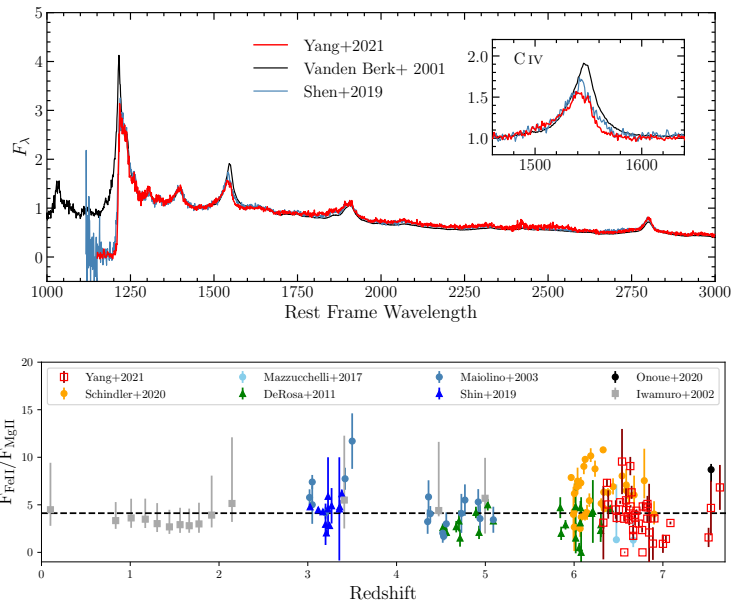 5
4
3
2
1
0
F_λ
Yang+2021
Vanden Berk+ 2001
Shen+2019
C IV
2.0
1.5
1.0
1500 1600
1000 1250 1500 1750 2000 2250 2500 2750 3000
Rest Frame Wavelength
20
15
10
5
0
F_FeII/F_MgII
Yang+2021 Mazzucchelli+2017 Maiolino+2003 Onoue+2020
Schindler+2020 DeRosa+2011 Shin+2019 Iwamuro+2002
0 1 2 3 4 5 6 7
Redshift